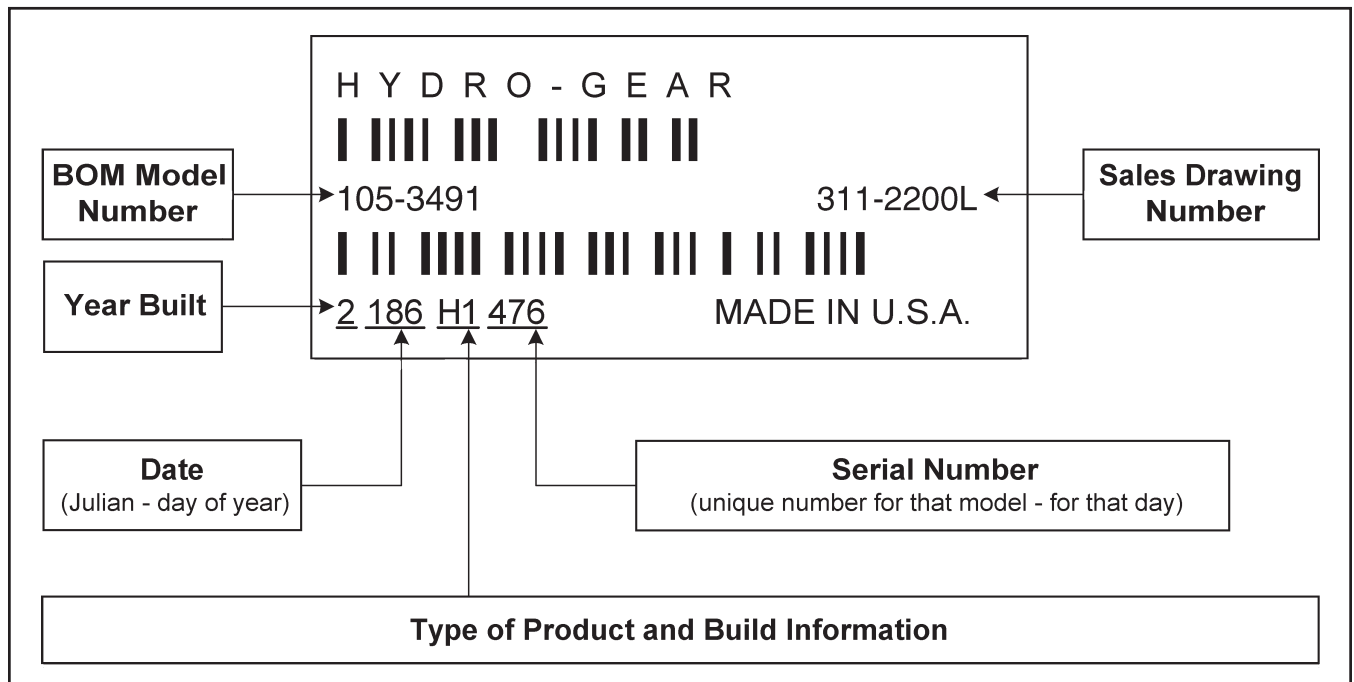 HYDRO-GEAR
BOM Model
Number
105-3491
311-2200L
Sales Drawing
Number
Year Built
2 186 H1 476
MADE IN U.S.A.
Date
(Julian - day of year)
Serial Number
(unique number for that model - for that day)
Type of Product and Build Information